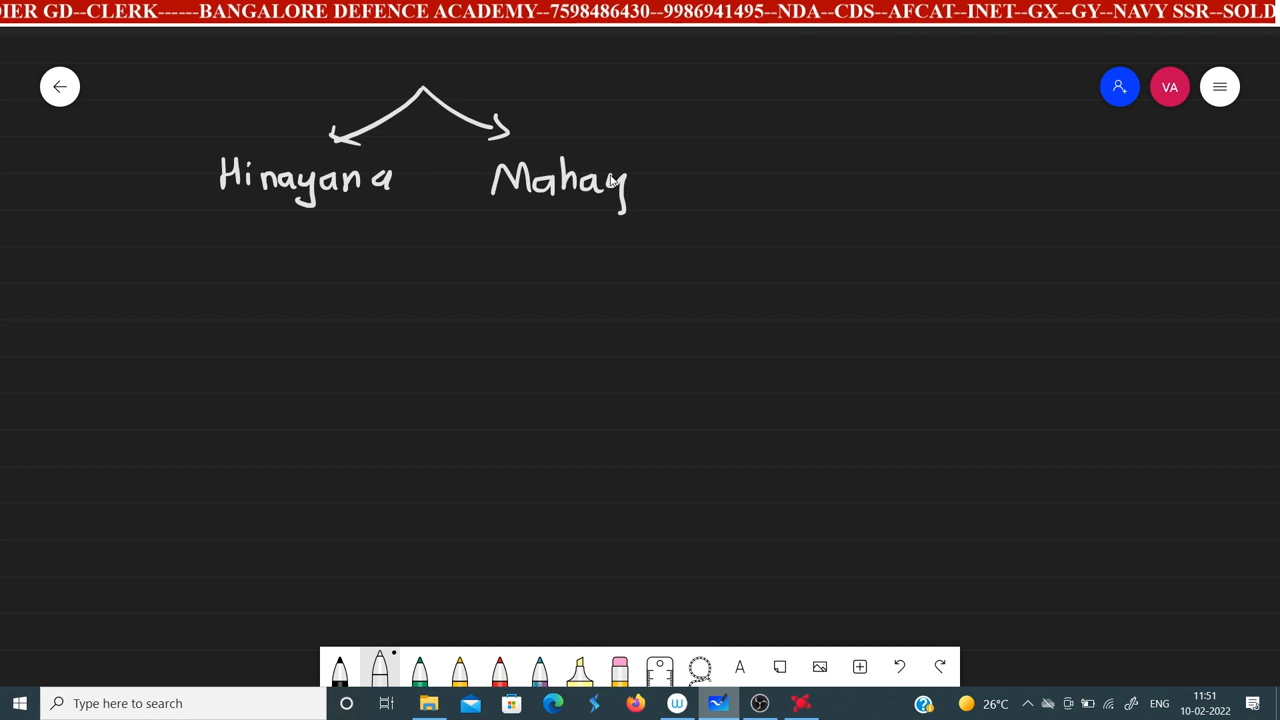 DIER GD--CLERK------BANGALORE DEFENCE ACADEMY--7598486430--9986941495--NDA--CDS--AFCAT--INET--GX--GY--NAVY SSR--SOLD
VA
Hinayana Mahay
A
Type here to search
W
26°C
ENG
11:51
10-02-2022